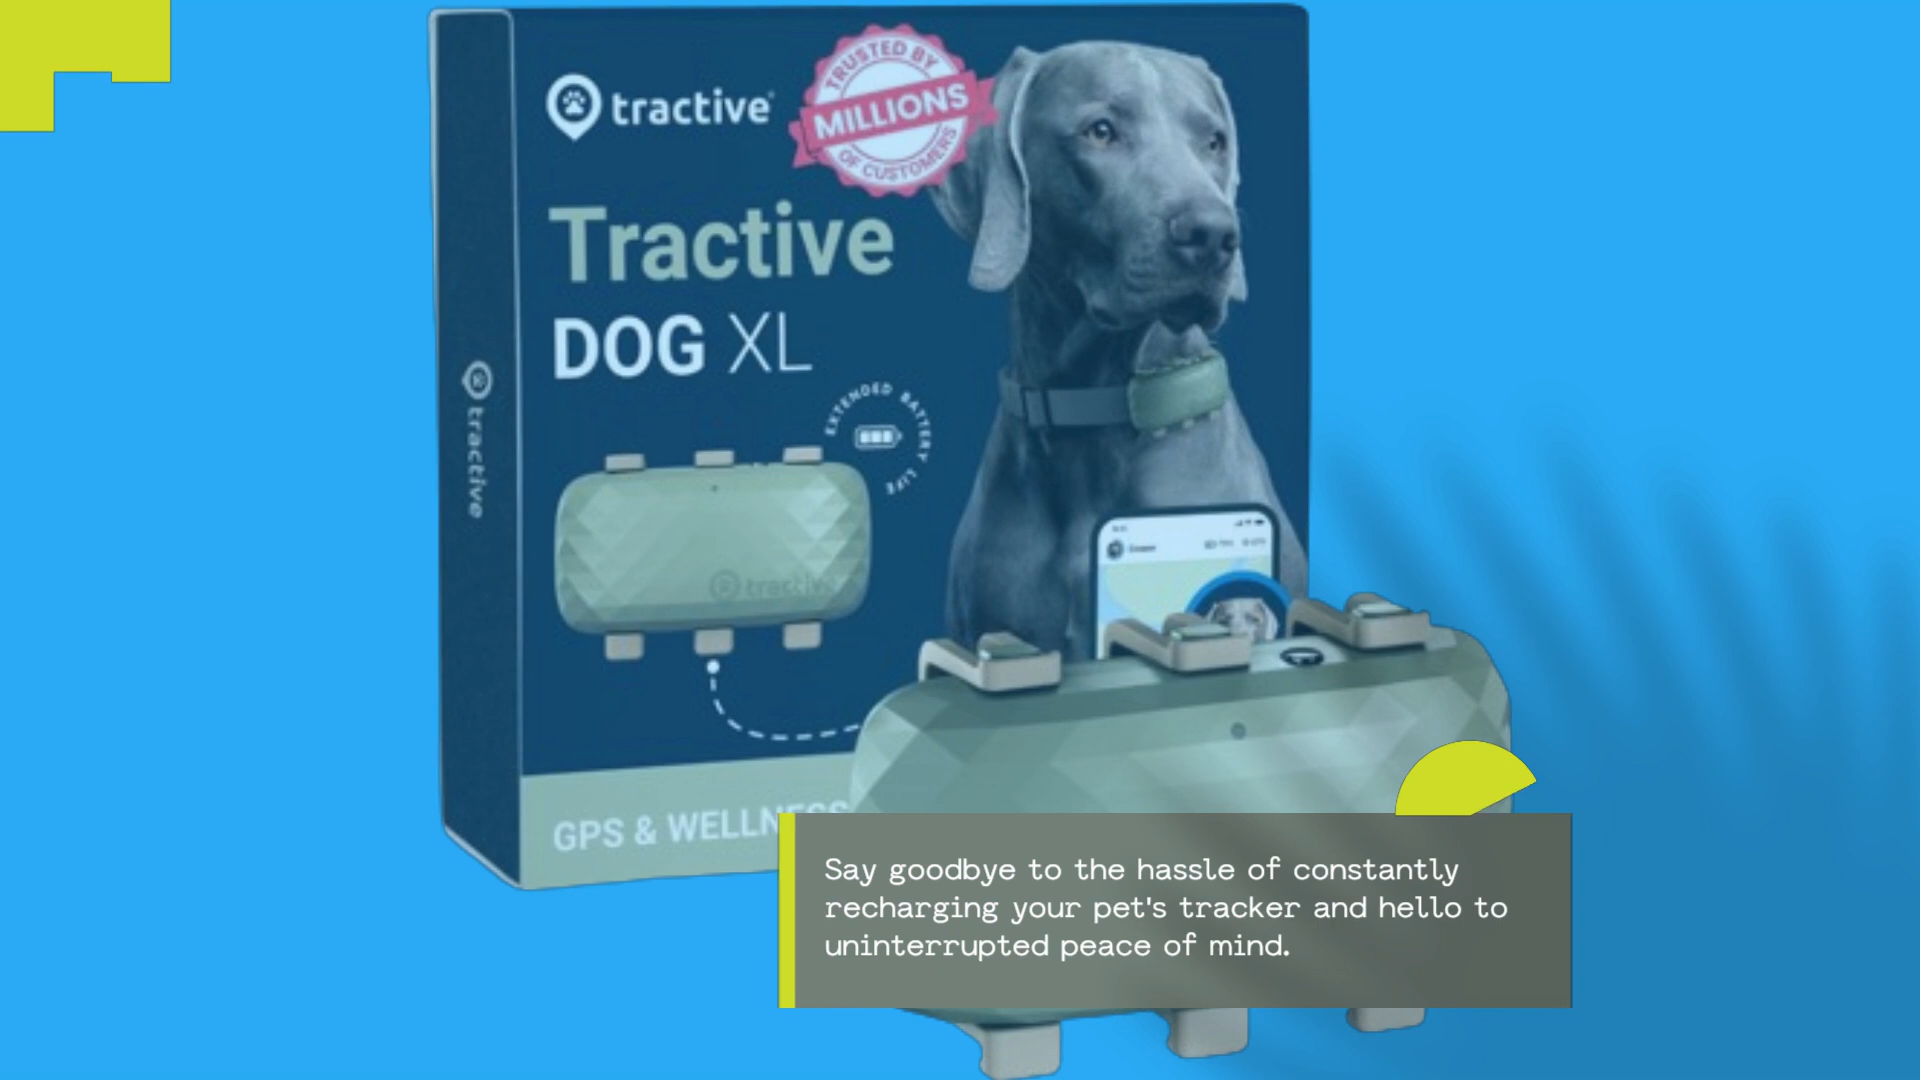 tractive
TRUSTED BY
MILLIONS
OF CUSTOMERS
Tractive
DOG XL
EXTENDED BATTERY LIFE
tractive
tractive
GPS & WELLNESS
Say goodbye to the hassle of constantly
recharging your pet's tracker and hello to
uninterrupted peace of mind.